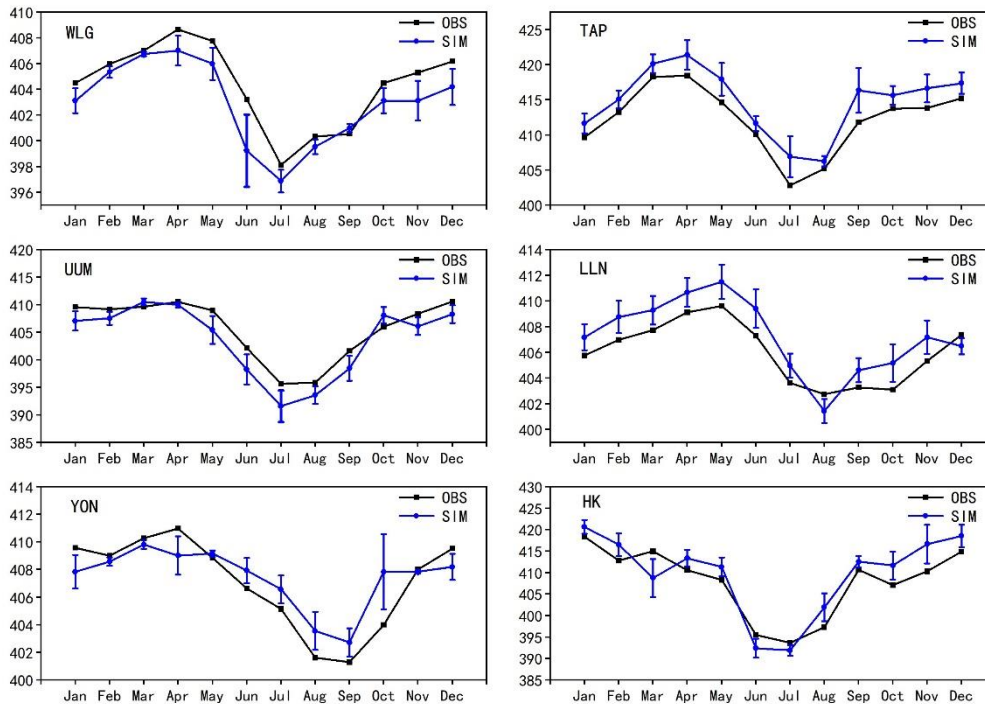 WLG
OBS
SIM
410
408
406
404
402
400
398
396
Jan Feb Mar Apr May Jun Jul Aug Sep Oct Nov Dec
TAP
OBS
SIM
425
420
415
410
405
400
Jan Feb Mar Apr May Jun Jul Aug Sep Oct Nov Dec
UUM
OBS
SIM
420
415
410
405
400
395
390
385
Jan Feb Mar Apr May Jun Jul Aug Sep Oct Nov Dec
LLN
OBS
SIM
414
412
410
408
406
404
402
400
Jan Feb Mar Apr May Jun Jul Aug Sep Oct Nov Dec
YON
OBS
SIM
414
412
410
408
406
404
402
400
Jan Feb Mar Apr May Jun Jul Aug Sep Oct Nov Dec
HK
OBS
SIM
430
425
420
415
410
405
400
395
390
385
Jan Feb Mar Apr May Jun Jul Aug Sep Oct Nov Dec